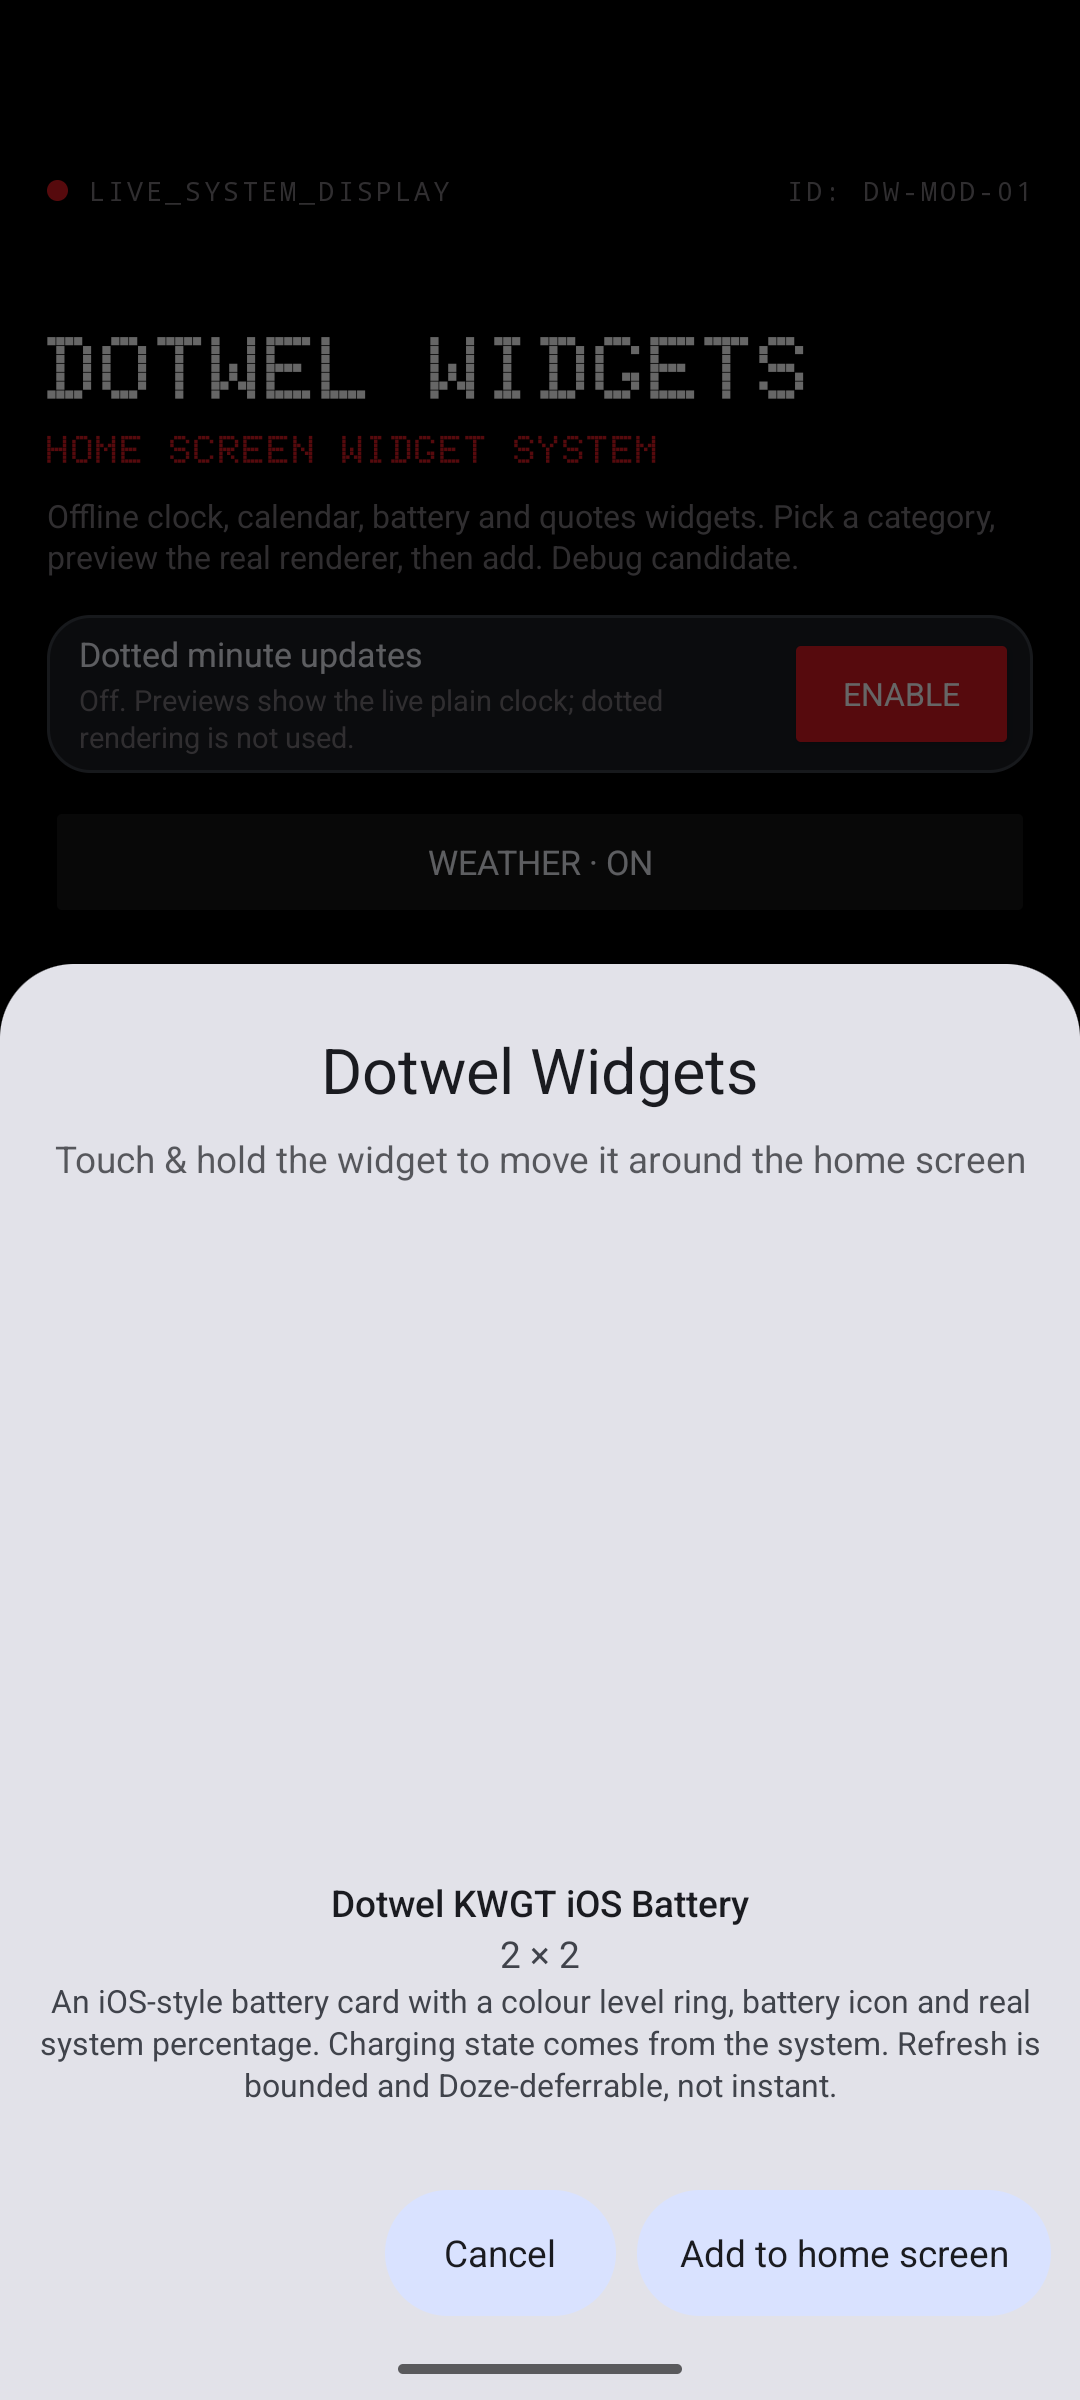 LIVE_SYSTEM_DISPLAY
ID: DW-MOD-01
DOTWEL WIDGETS
HOME SCREEN WIDGET SYSTEM
Offline clock, calendar, battery and quotes widgets. Pick a category,
preview the real renderer, then add. Debug candidate.
Dotted minute updates
Off. Previews show the live plain clock; dotted
rendering is not used.
ENABLE
WEATHER · ON
Dotwel Widgets
Touch & hold the widget to move it around the home screen
Dotwel KWGT iOS Battery
2 × 2
An iOS-style battery card with a colour level ring, battery icon and real
system percentage. Charging state comes from the system. Refresh is
bounded and Doze-deferrable, not instant.
Cancel
Add to home screen